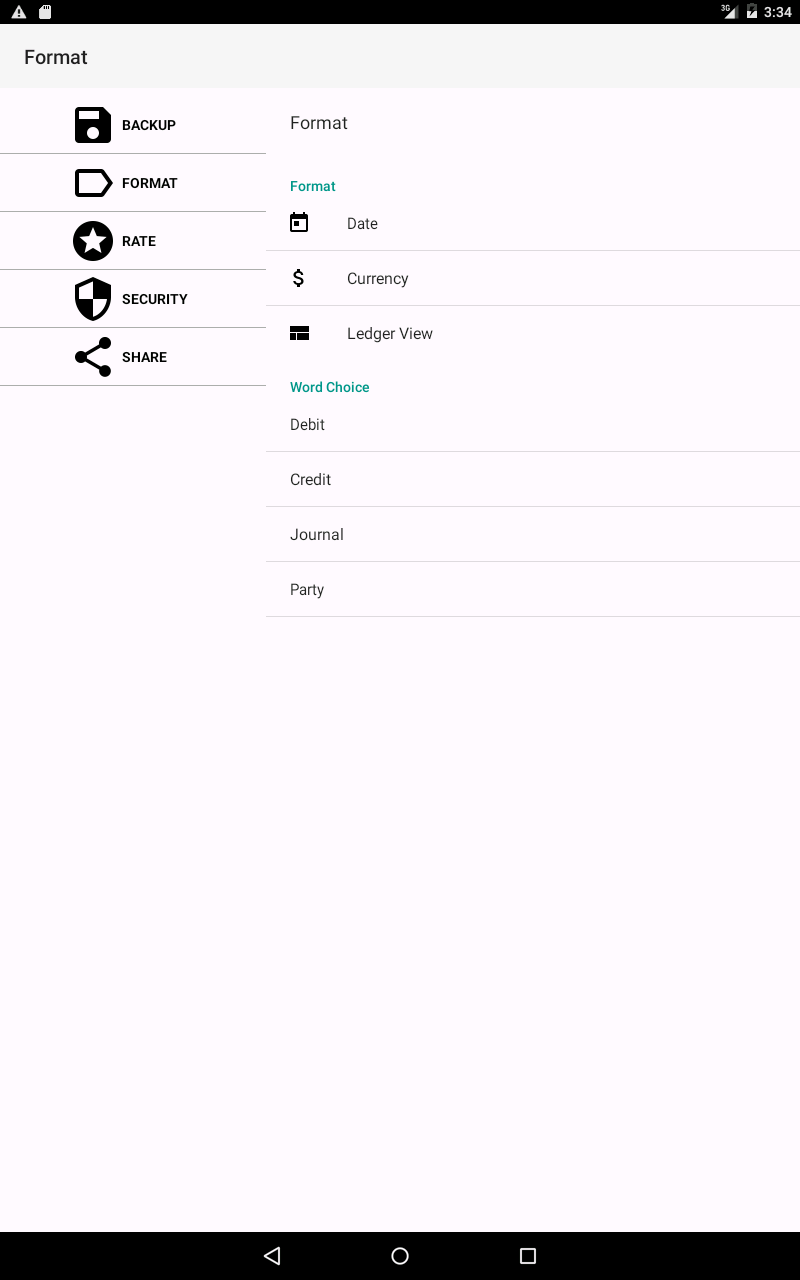 3G 3:34
Format
BACKUP
FORMAT
RATE
SECURITY
SHARE
Format
Format
Date
$ Currency
Ledger View
Word Choice
Debit
Credit
Journal
Party